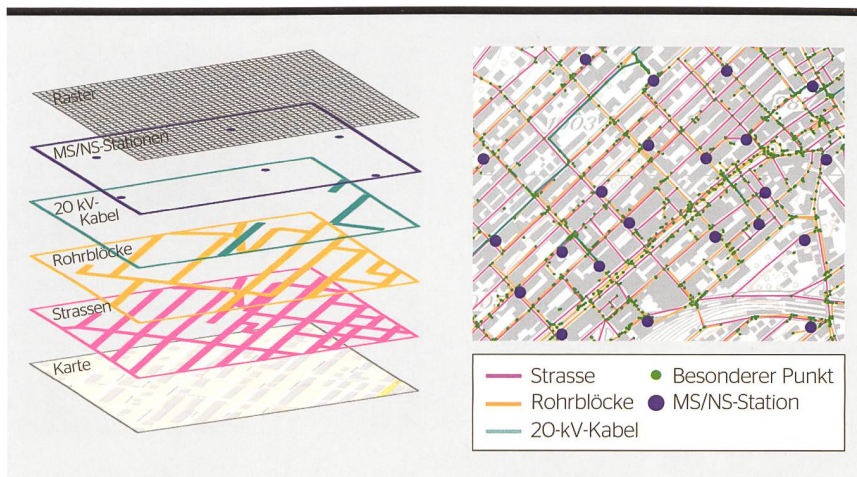 Raster
MS/NS-Stationen
20 kV-
Kabel
Rohrblöcke
Strassen
Karte
Strasse
Rohrblöcke
20-kV-Kabel
Besonderer Punkt
MS/NS-Station